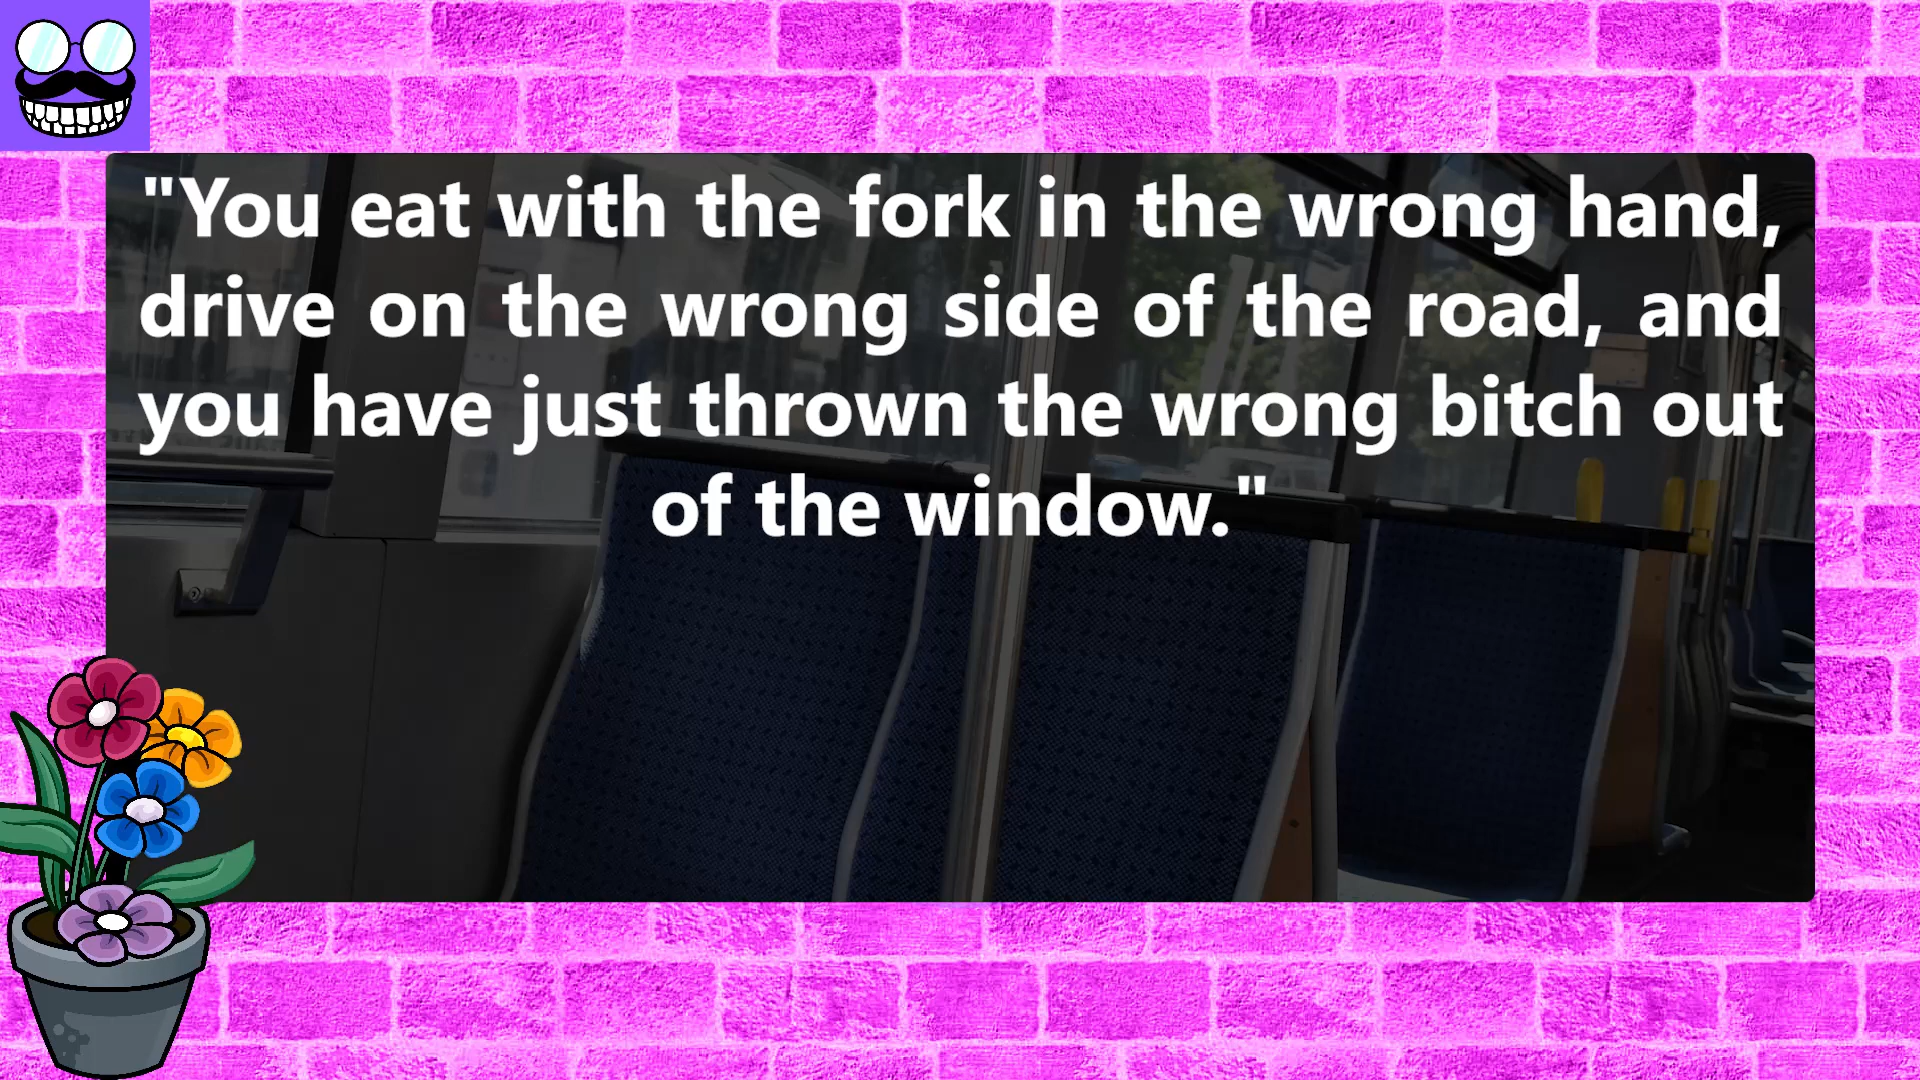 "You eat with the fork in the wrong hand,
drive on the wrong side of the road, and
you have just thrown the wrong bitch out
of the window."